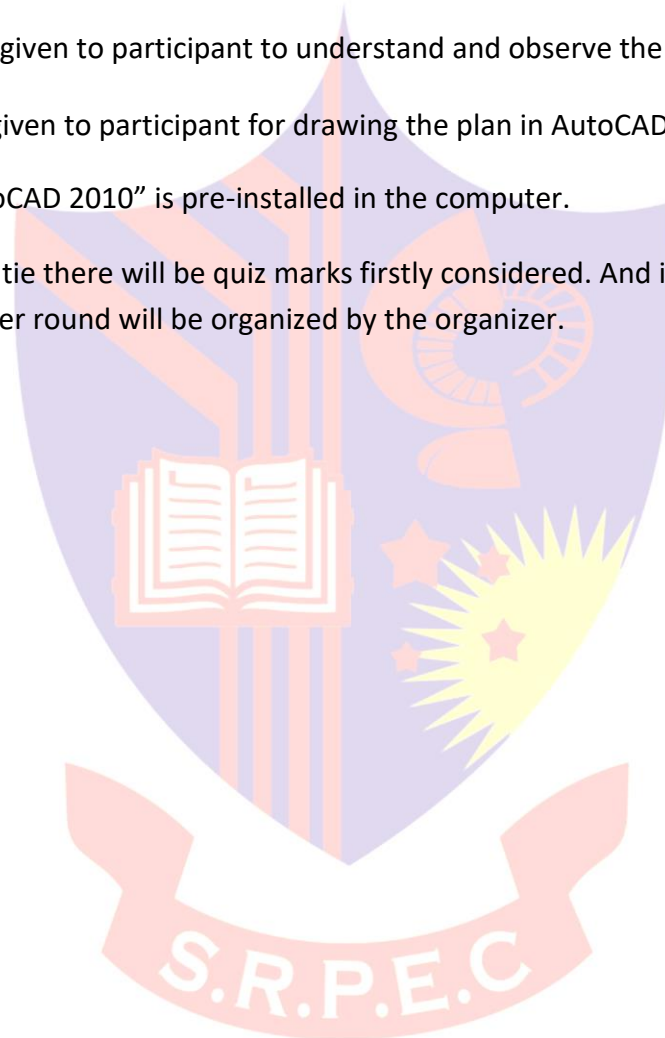 given to participant to understand and observe the
given to participant for drawing the plan in AutoCAD
CAD 2010” is pre-installed in the computer.
tie there will be quiz marks firstly considered. And
round will be organized by the organizer.
S.R.P.E.C